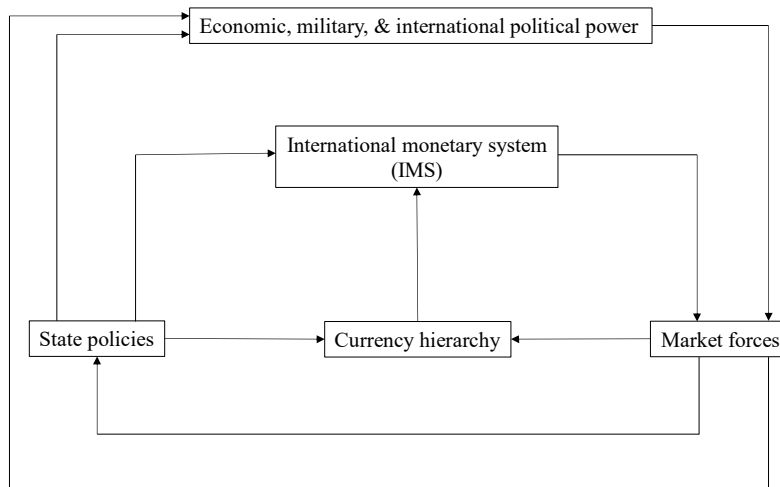 Economic, military, & international political power
International monetary system
(IMS)
State policies
Currency hierarchy
Market forces